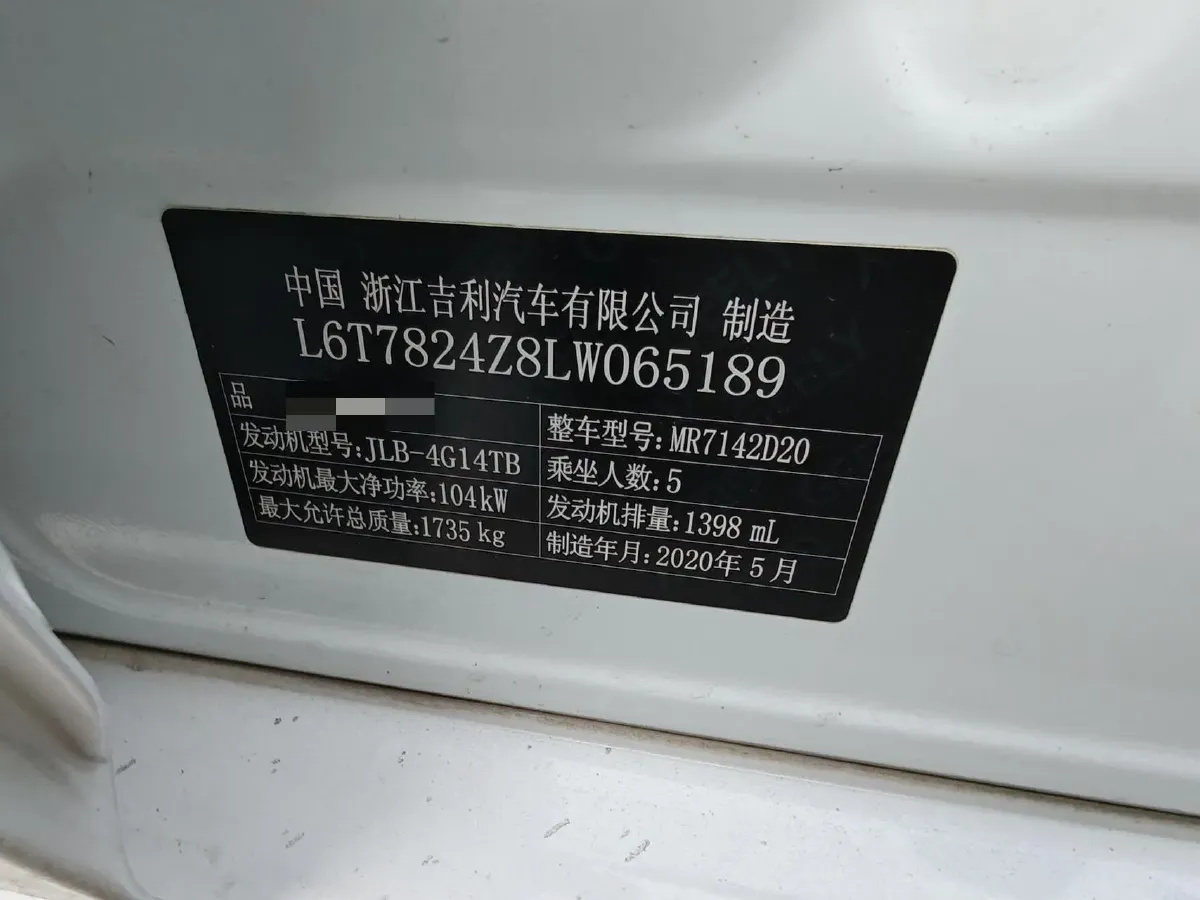 中国 浙江吉利汽车有限公司 制造
L6T7824Z8LW065189
品
整车型号:MR7142D20
发动机型号:JLB-4G14TB
乘坐人数:5
发动机最大净功率:104kW
发动机排量:1398 mL
最大允许总质量:1735 kg
制造年月:2020年5月